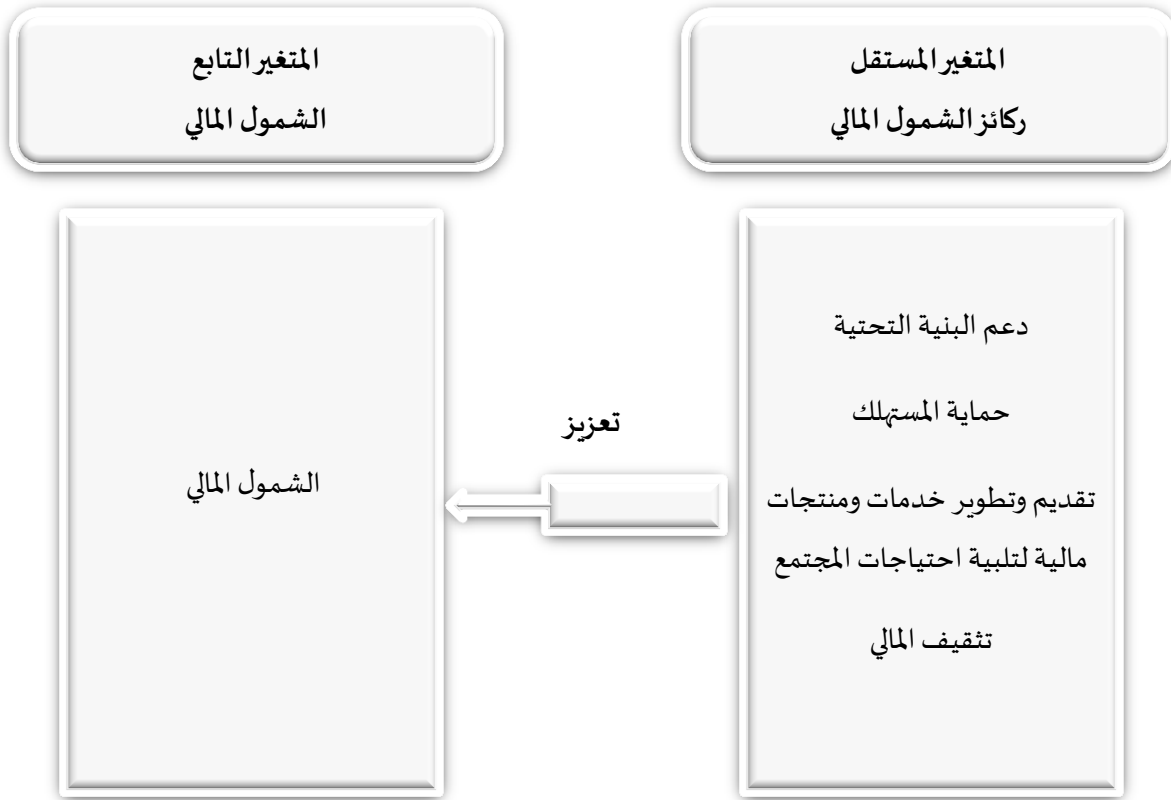 المتغير المستقل
ركائز الشمول المالي
المتغير التابع
الشمول المالي
دعم البنية التحتية
حماية المستهلك
تقديم وتطوير خدمات ومنتجات
مالية لتلبية احتياجات المجتمع
تثقيف المالي
تعزيز
الشمول المالي